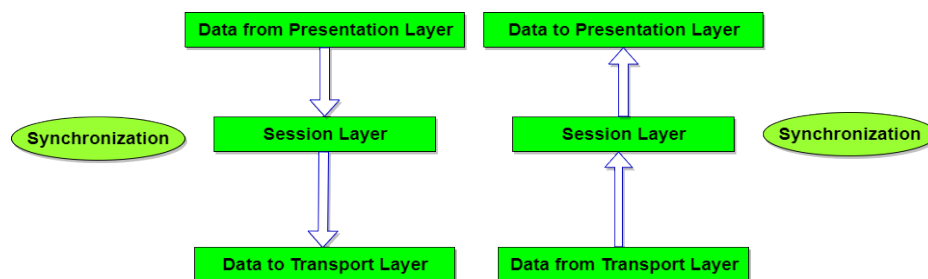 Data from Presentation Layer
Data to Presentation Layer
Synchronization
Session Layer
Session Layer
Synchronization
Data to Transport Layer
Data from Transport Layer